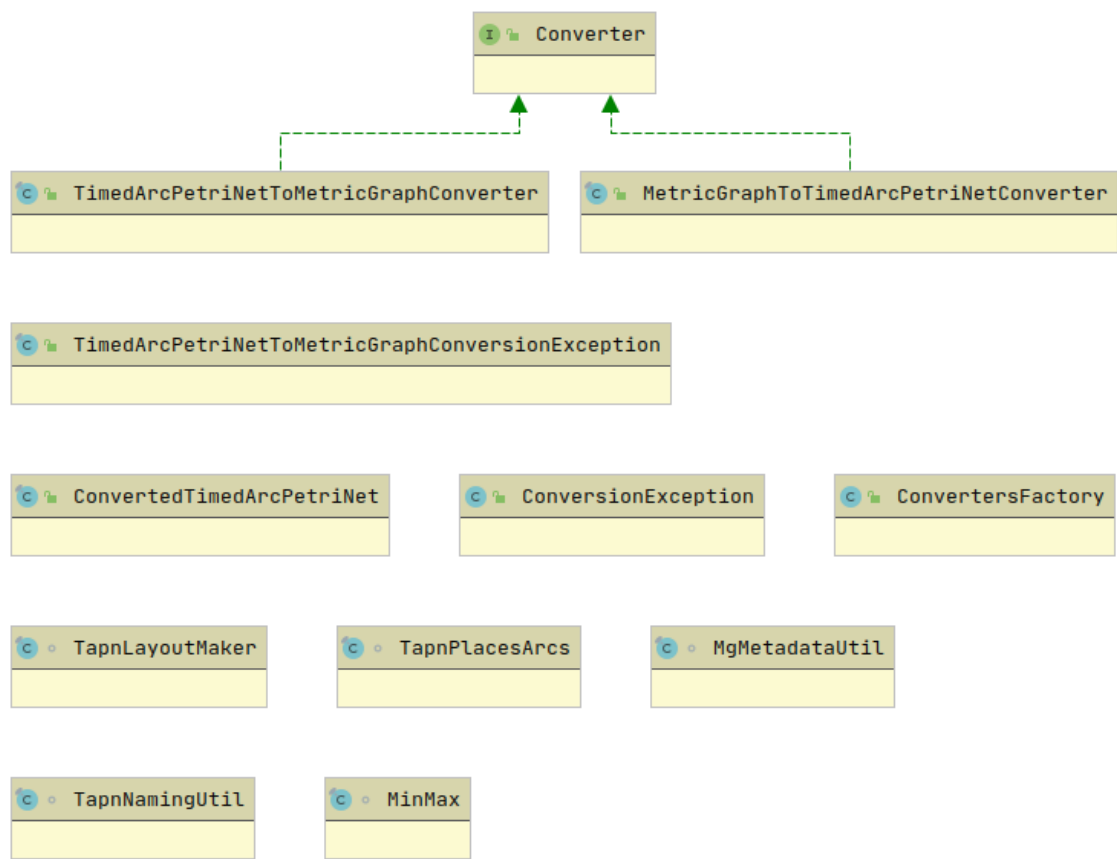 I Converter
C TimedArcPetriNetToMetricGraphConverter
C MetricGraphToTimedArcPetriNetConverter
C TimedArcPetriNetToMetricGraphConversionException
C ConvertedTimedArcPetriNet
C ConversionException
C ConvertersFactory
C TapnLayoutMaker
C TapnPlacesArcs
C MgMetadataUtil
C TapnNamingUtil
C MinMax